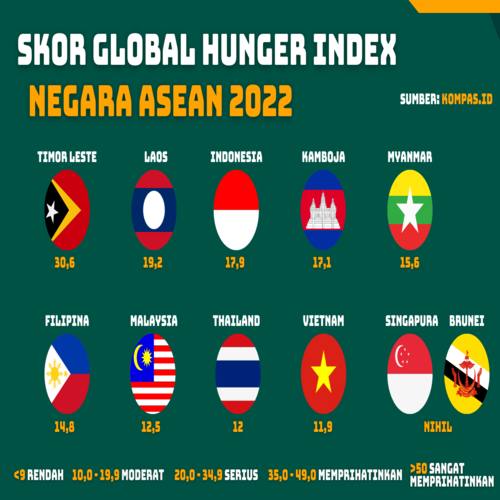 SKOR GLOBAL HUNGER INDEX
NEGARA ASEAN 2022
SUMBER: KOMPAS.ID
TIMOR LESTE LAOS INDONESIA KAMBOJA MYANMAR
30,6 19,2 17,9 17,1 15,6
FILIPINA MALAYSIA THAILAND VIETNAM SINGAPURA BRUNEI
14,8 12,5 12 11,9 NIHIL
<9 RENDAH 10,0 - 19,9 MODERAT 20,0 - 34,9 SERIUS 35,0 - 49,0 MEMPRIHATINKAN >50 SANGAT
MEMPRIHATINKAN